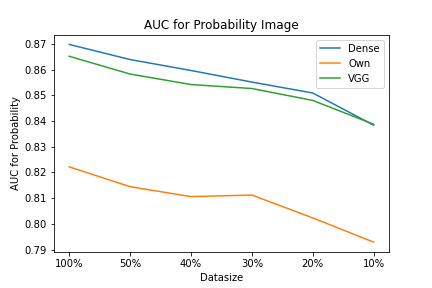 AUC for Probability Image
Dense
Own
VGG
AUC for Probability
0.87
0.86
0.85
0.84
0.83
0.82
0.81
0.80
0.79
100% 50% 40% 30% 20% 10%
Datasize